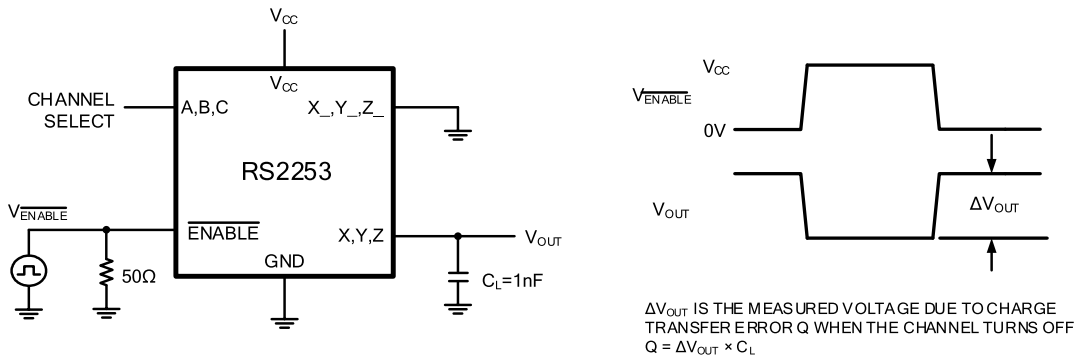 VCC
VCC
CHANNEL
SELECT
A,B,C
X_,Y_,Z_
RS2253
VENABLE
ENABLE
X,Y,Z
VOUT
50Ω
GND
CL=1nF
VCC
VENABLE
0V
VOUT
ΔVOUT
ΔVOUT IS THE MEASURED VOLTAGE DUE TO CHARGE
TRANSFER ERROR Q WHEN THE CHANNEL TURNS OFF
Q = ΔVOUT × CL